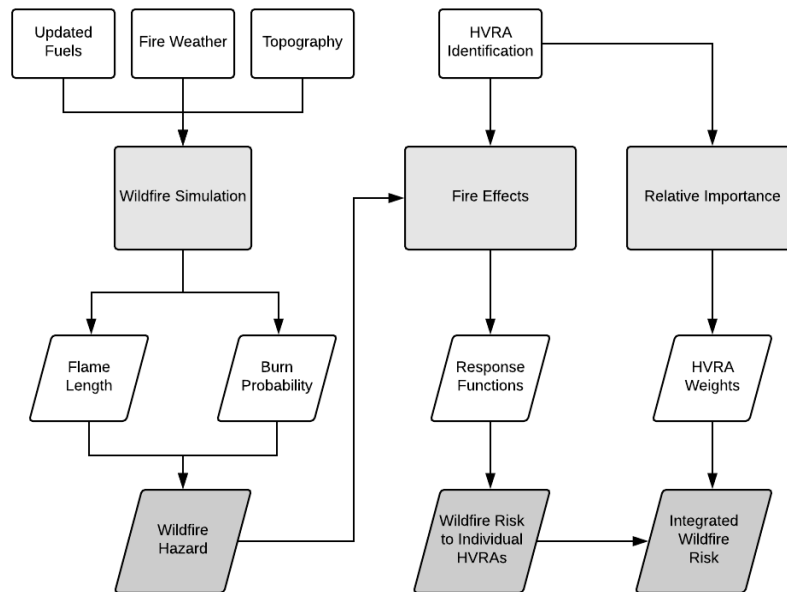 Updated
Fuels
Fire Weather
Topography
HVRA
Identification
Wildfire Simulation
Fire Effects
Relative Importance
Flame
Length
Burn
Probability
Response
Functions
HVRA
Weights
Wildfire
Hazard
Wildfire Risk
to Individual
HVRAs
Integrated
Wildfire
Risk